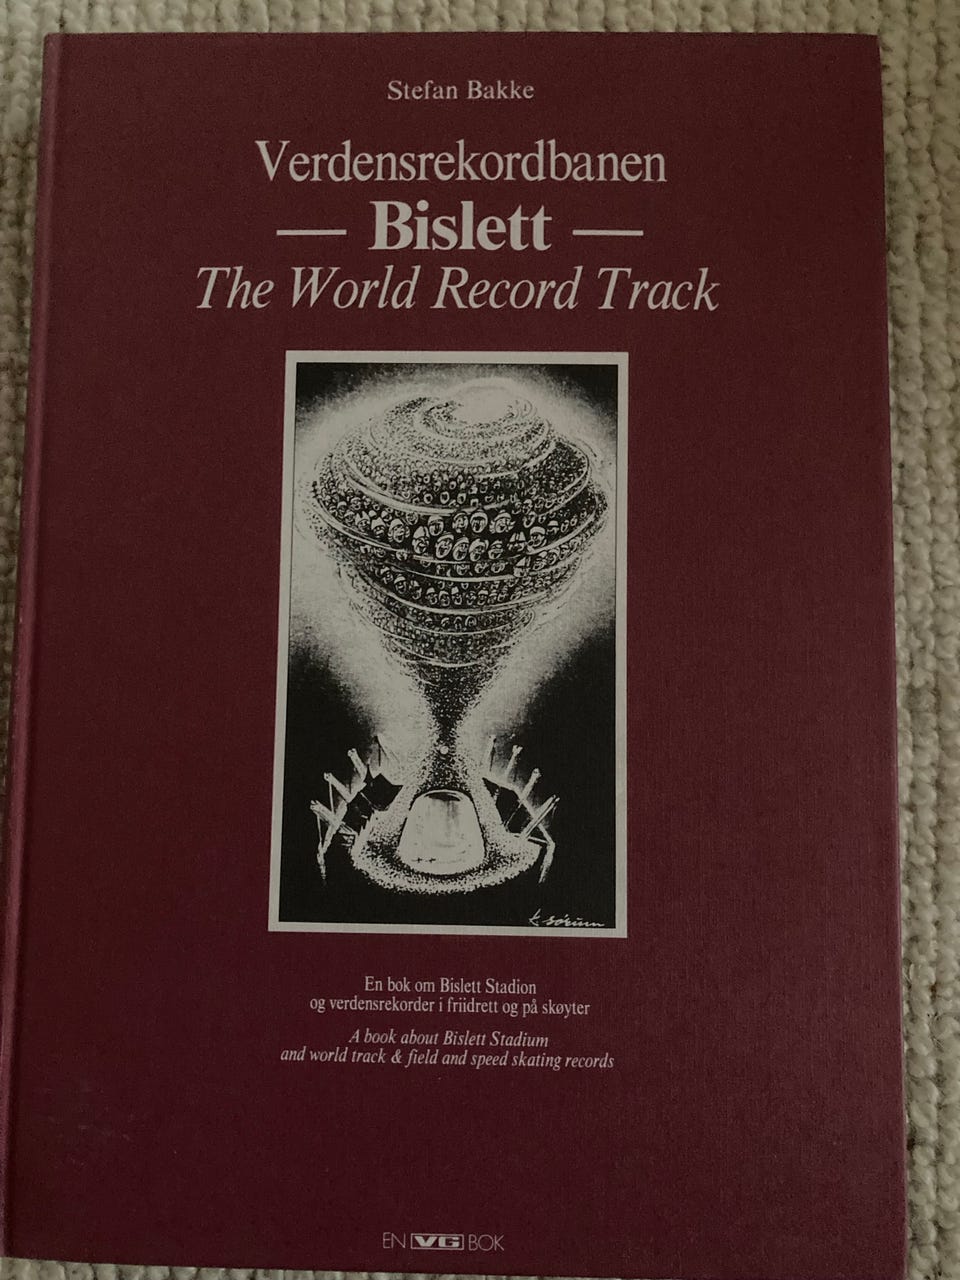 Stefan Bakke
Verdensrekordbanen
— Bislett —
The World Record Track
K Sörunn
En bok om Bislett Stadion
og verdensrekorder i friidrett og på skøyter
A book about Bislett Stadium
and world track & field and speed skating records
EN VG BOK